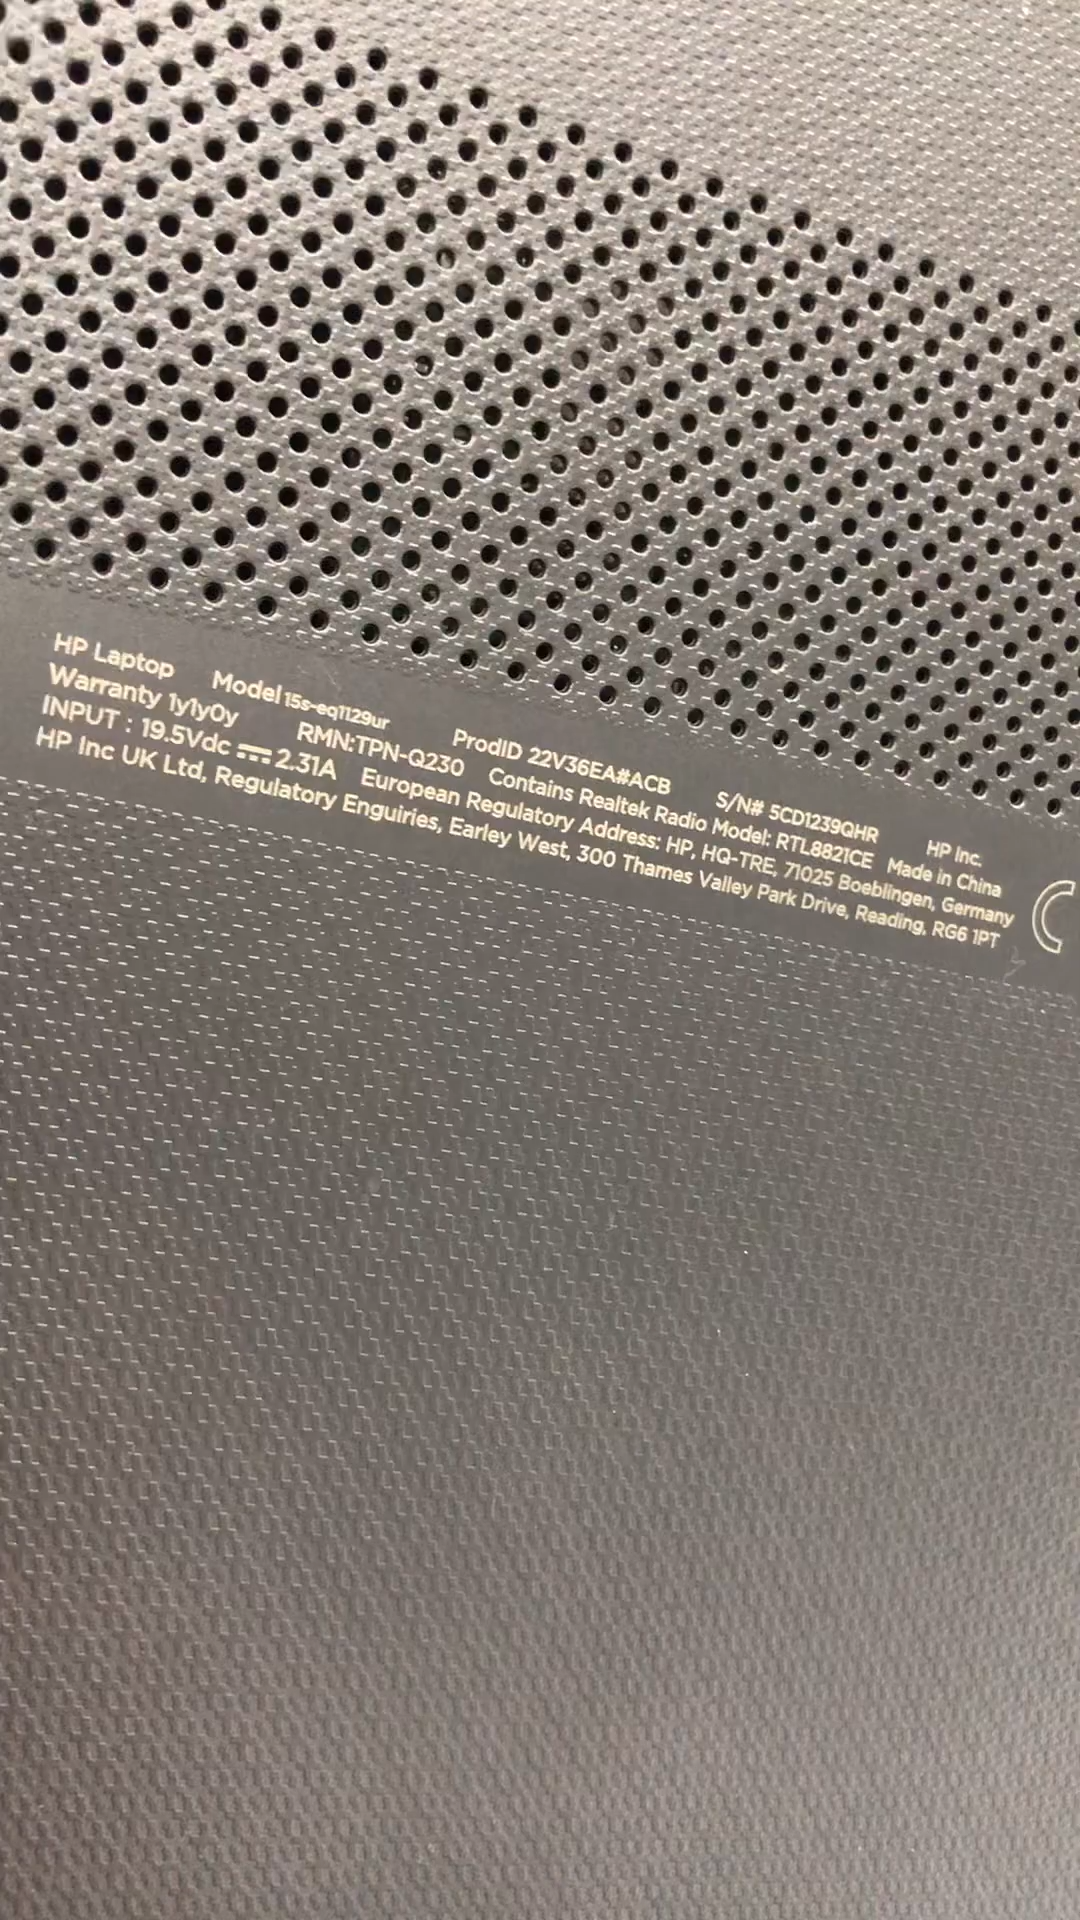 HP Laptop Model 15s-eq1129ur ProdID 22V36EA#ACB S/N# 5CD1239QHR HP Inc.
Warranty 1y1y0y RMN:TPN-Q230 Contains Realtek Radio Model: RTL8821CE Made in China
INPUT : 19.5Vdc ⎓ 2.31A European Regulatory Address: HP, HQ-TRE, 71025 Boeblingen, Germany
HP Inc UK Ltd, Regulatory Enguiries, Earley West, 300 Thames Valley Park Drive, Reading, RG6 1PT